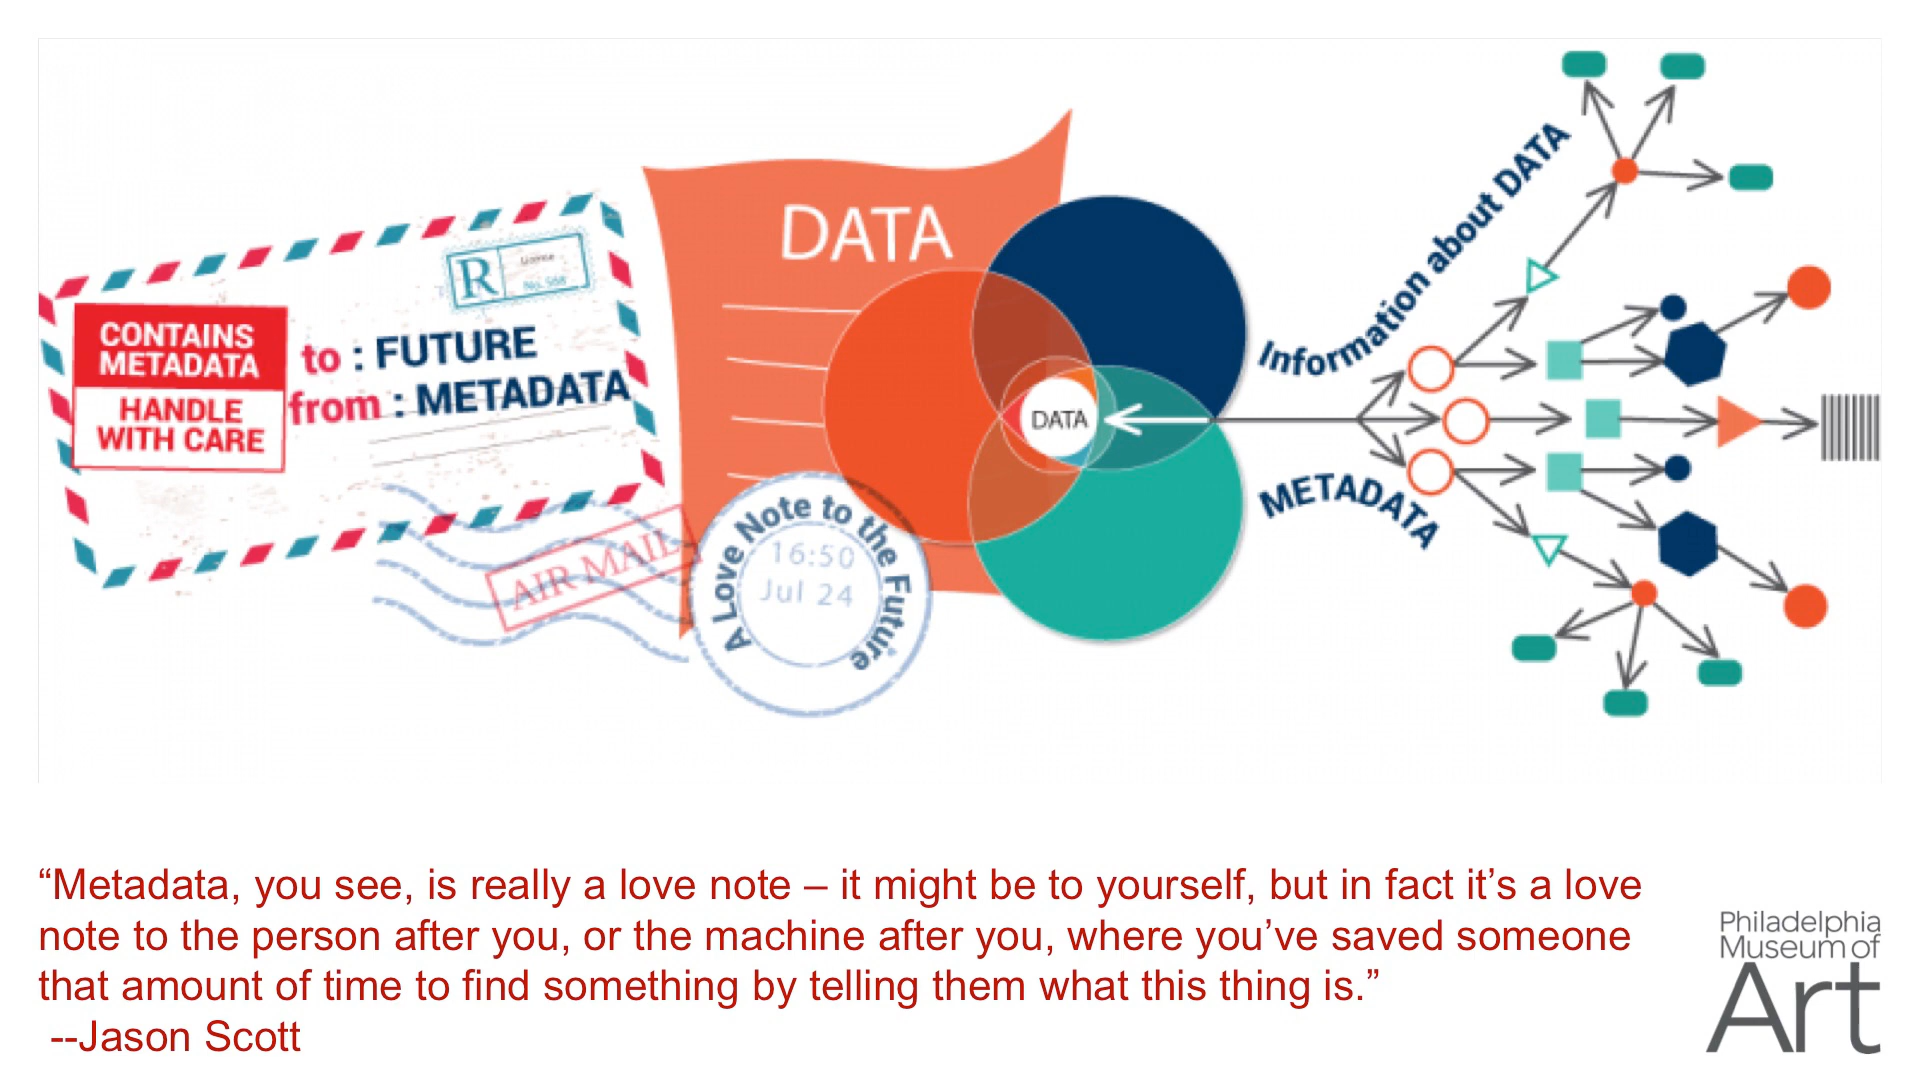 CONTAINS
METADATA
HANDLE
WITH CARE
R
License
No. 568
to : FUTURE
from : METADATA
AIR MAIL
DATA
A Love Note to the Future
16:50
Jul 24
DATA
Information about DATA
METADATA
“Metadata, you see, is really a love note – it might be to yourself, but in fact it’s a love
note to the person after you, or the machine after you, where you’ve saved someone
that amount of time to find something by telling them what this thing is.”
--Jason Scott
Philadelphia
Museum of
Art